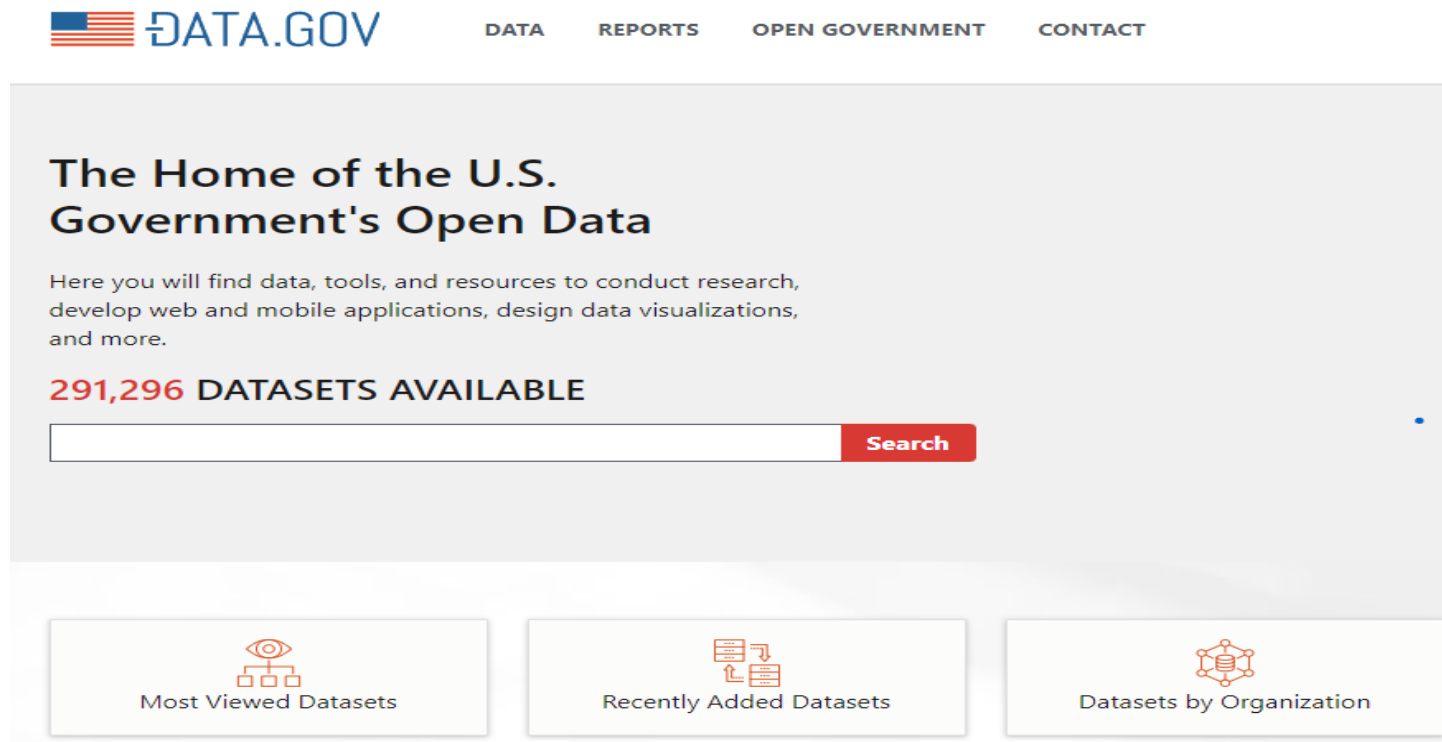 DATA.GOV
DATA REPORTS OPEN GOVERNMENT CONTACT
The Home of the U.S.
Government's Open Data
Here you will find data, tools, and resources to conduct research,
develop web and mobile applications, design data visualizations,
and more.
291,296 DATASETS AVAILABLE
Search
Most Viewed Datasets
Recently Added Datasets
Datasets by Organization